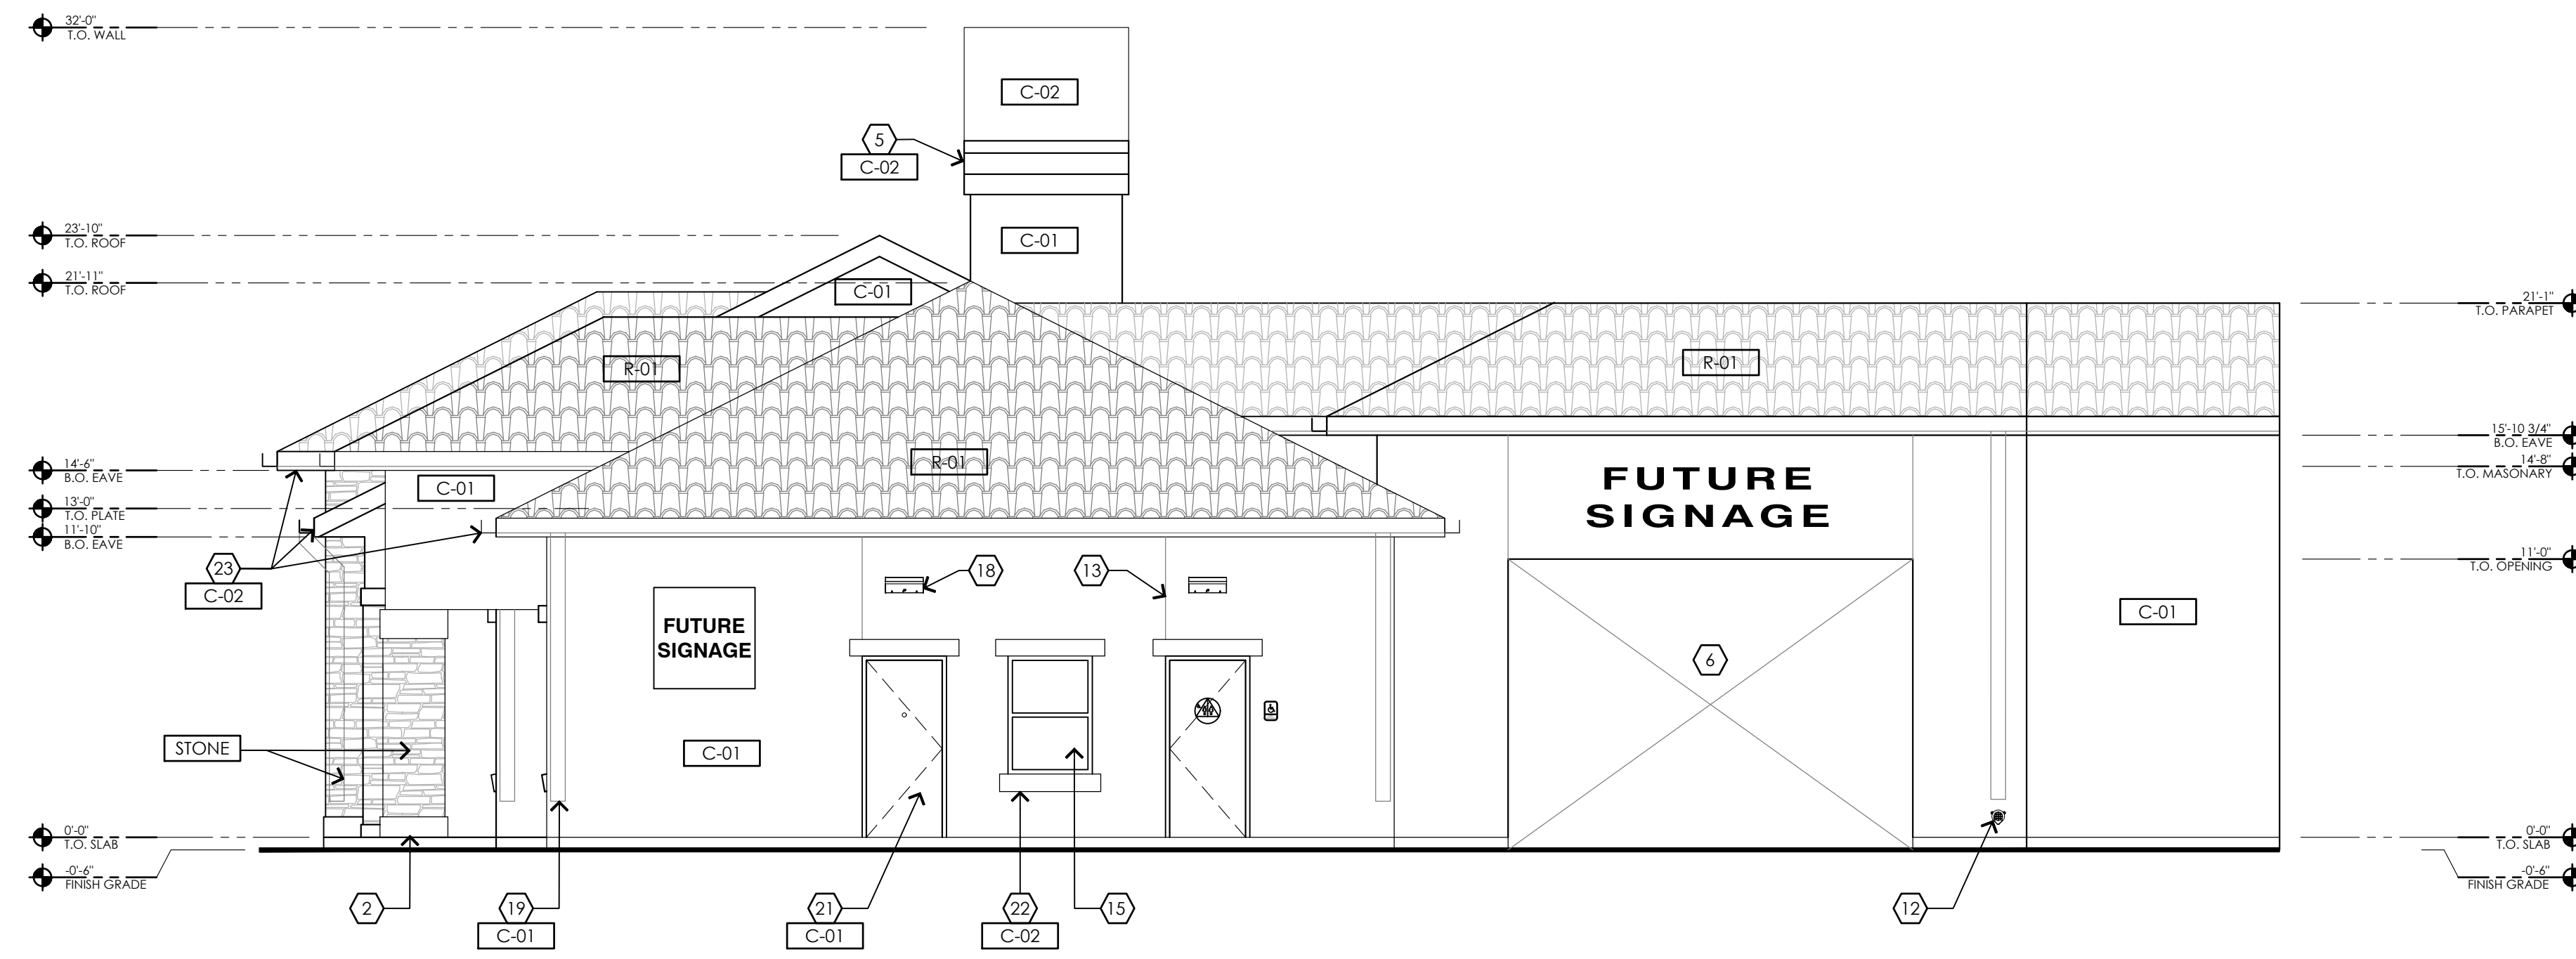 32'-0"
T.O. WALL
C-02
5
C-02
23'-10"
T.O. ROOF
C-01
21'-11"
T.O. ROOF
C-01
21'-1"
T.O. PARAPET
R-01
R-01
R-01
15'-10 3/4"
B.O. EAVE
14'-6"
B.O. EAVE
14'-8"
T.O. MASONARY
C-01
FUTURE
SIGNAGE
13'-0"
T.O. PLATE
11'-10"
B.O. EAVE
11'-0"
T.O. OPENING
23
C-02
18
13
FUTURE
SIGNAGE
C-01
6
STONE
C-01
0'-0"
T.O. SLAB
0'-0"
T.O. SLAB
-0'-6"
FINISH GRADE
-0'-6"
FINISH GRADE
2
19
C-01
21
C-01
22
C-02
15
12